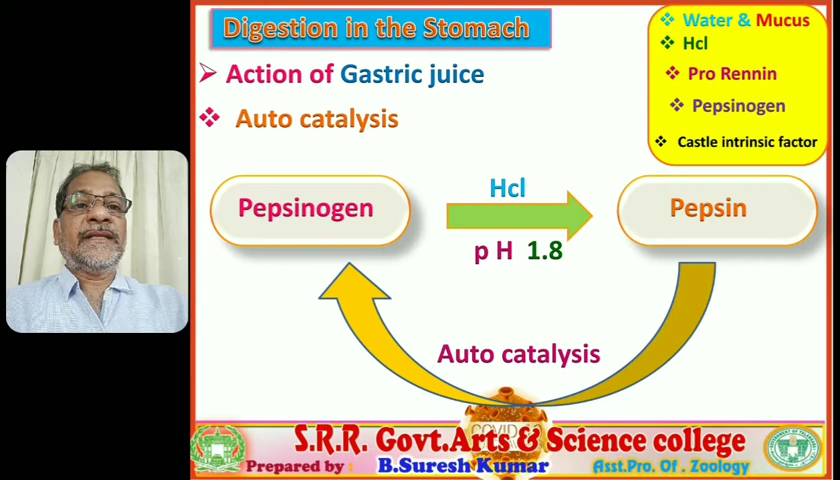 Digestion in the Stomach
Action of Gastric juice
Auto catalysis
Water & Mucus
Hcl
Pro Rennin
Pepsinogen
Castle intrinsic factor
Pepsinogen
Hcl
p H 1.8
Pepsin
Auto catalysis
S.R.R. Govt.Arts & Science college
Prepared by : B.Suresh Kumar Asst.Pro. Of . Zoology